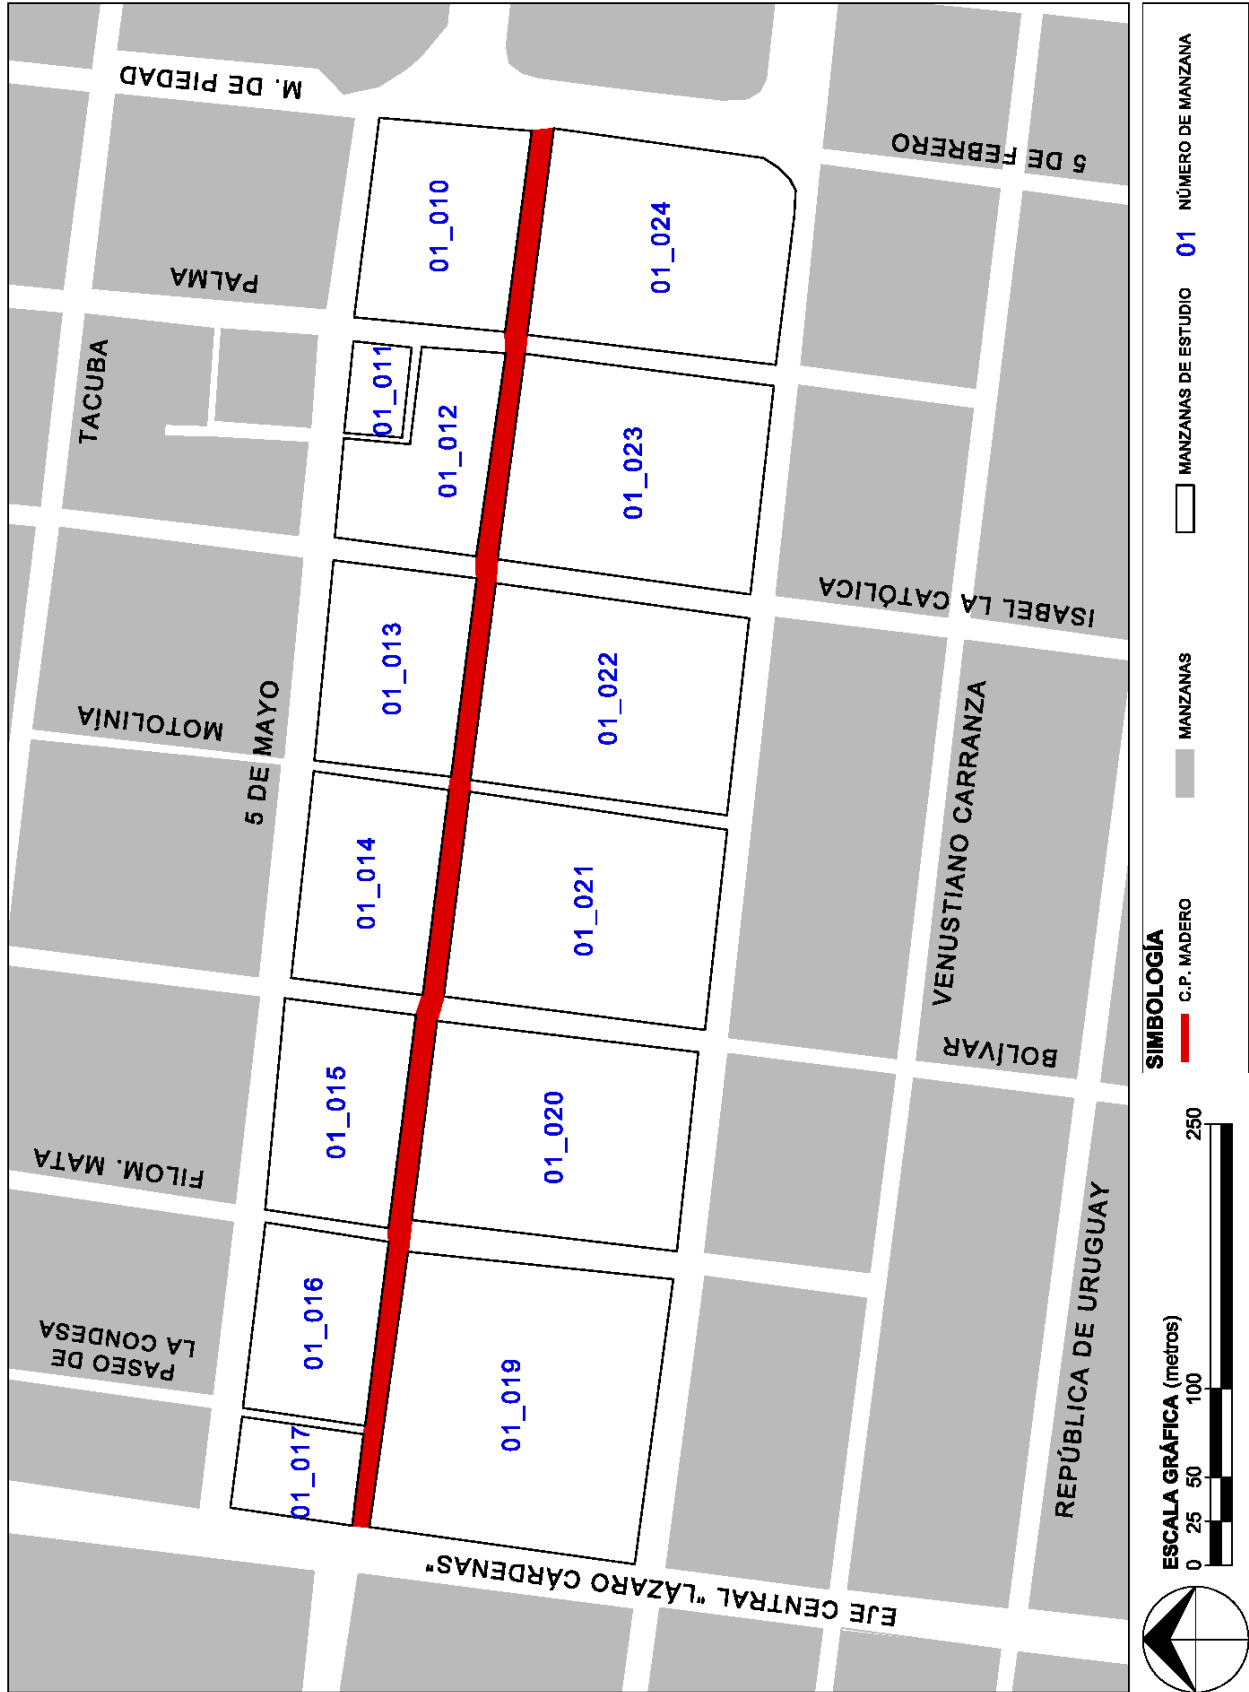 M. DE PIEDAD
PALMA
TACUBA
MOTOLINÍA
5 DE MAYO
FILOM. MATA
PASEO DE
LA CONDESA
5 DE FEBRERO
ISABEL LA CATÓLICA
VENUSTIANO CARRANZA
BOLÍVAR
REPÚBLICA DE URUGUAY
EJE CENTRAL "LÁZARO CÁRDENAS"
01_010
01_011
01_012
01_013
01_014
01_015
01_016
01_017
01_019
01_020
01_021
01_022
01_023
01_024
ESCALA GRÁFICA (metros)
0 25 50 100 250
SIMBOLOGÍA
C.P. MADERO
MANZANAS
MANZANAS DE ESTUDIO
01 NÚMERO DE MANZANA